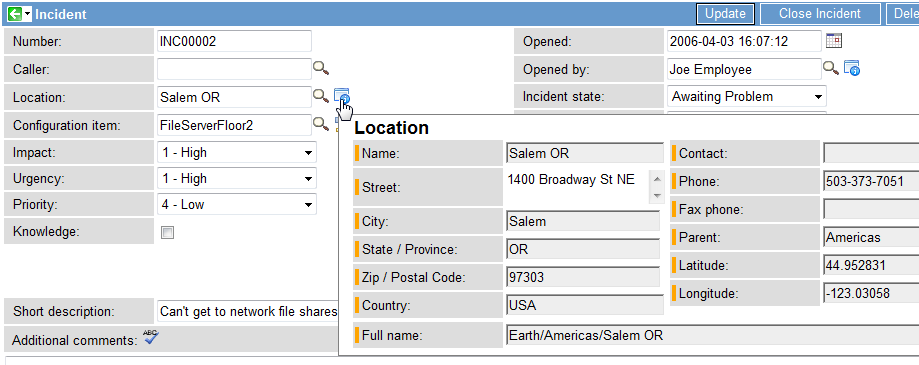 Incident Update Close Incident Dele
Number: INC00002 Opened: 2006-04-03 16:07:12
Caller: Opened by: Joe Employee
Location: Salem OR Incident state: Awaiting Problem
Configuration item: FileServerFloor2
Impact: 1 - High
Urgency: 1 - High
Priority: 4 - Low
Knowledge:
Short description: Can't get to network file shares
Additional comments: ABC
Location
Name: Salem OR Contact:
Street: 1400 Broadway St NE Phone: 503-373-7051
Fax phone:
City: Salem Parent: Americas
State / Province: OR Latitude: 44.952831
Zip / Postal Code: 97303 Longitude: -123.03058
Country: USA
Full name: Earth/Americas/Salem OR